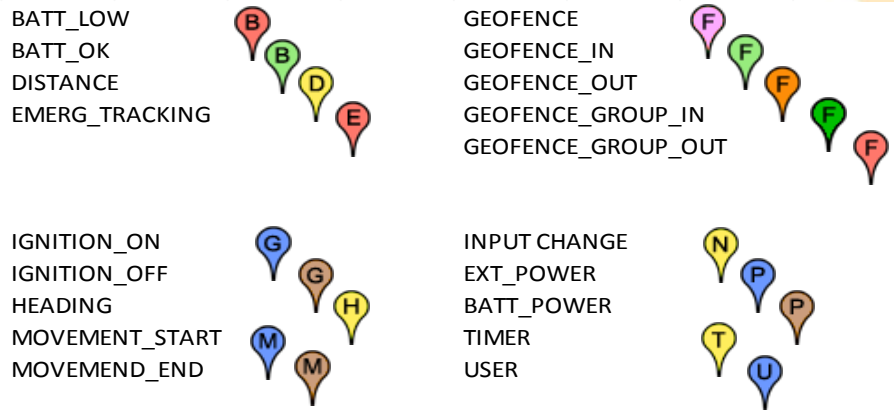 BATT_LOW B
BATT_OK B
DISTANCE D
EMERG_TRACKING E
GEOFENCE F
GEOFENCE_IN F
GEOFENCE_OUT F
GEOFENCE_GROUP_IN F
GEOFENCE_GROUP_OUT F
IGNITION_ON G
IGNITION_OFF G
HEADING H
MOVEMENT_START M
MOVEMEND_END M
INPUT CHANGE N
EXT_POWER P
BATT_POWER P
TIMER T
USER U